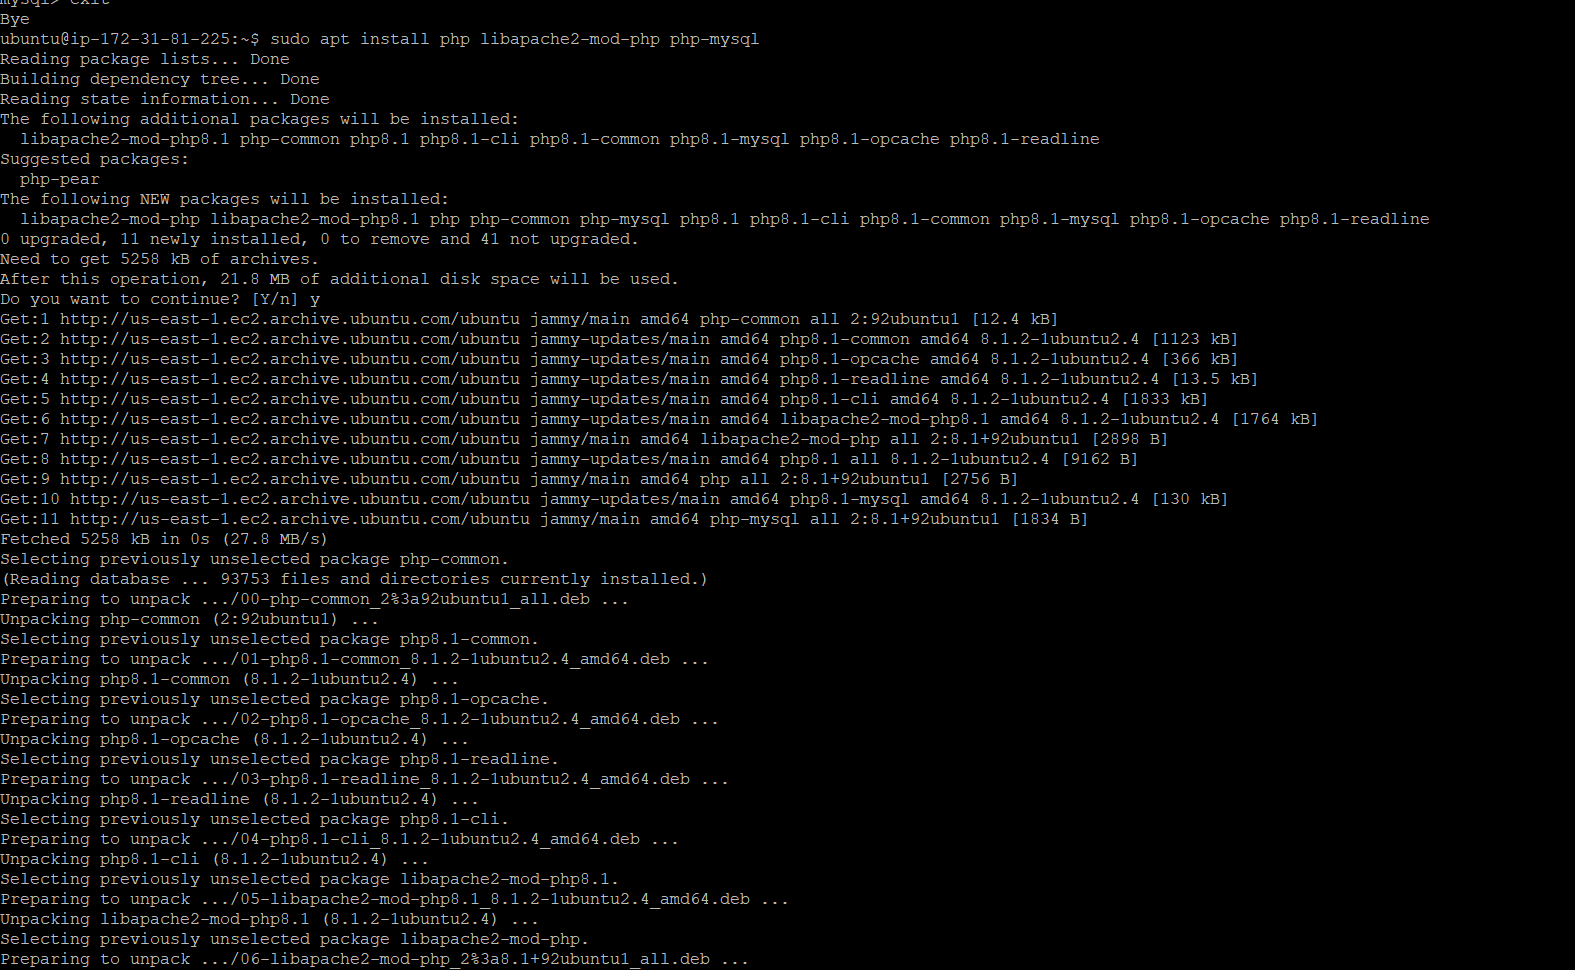 mysql> exit
Bye
ubuntu@ip-172-31-81-225:~$ sudo apt install php libapache2-mod-php php-mysql
Reading package lists... Done
Building dependency tree... Done
Reading state information... Done
The following additional packages will be installed:
  libapache2-mod-php8.1 php-common php8.1 php8.1-cli php8.1-common php8.1-mysql php8.1-opcache php8.1-readline
Suggested packages:
  php-pear
The following NEW packages will be installed:
  libapache2-mod-php libapache2-mod-php8.1 php php-common php-mysql php8.1 php8.1-cli php8.1-common php8.1-mysql php8.1-opcache php8.1-readline
0 upgraded, 11 newly installed, 0 to remove and 41 not upgraded.
Need to get 5258 kB of archives.
After this operation, 21.8 MB of additional disk space will be used.
Do you want to continue? [Y/n] y
Get:1 http://us-east-1.ec2.archive.ubuntu.com/ubuntu jammy/main amd64 php-common all 2:92ubuntu1 [12.4 kB]
Get:2 http://us-east-1.ec2.archive.ubuntu.com/ubuntu jammy-updates/main amd64 php8.1-common amd64 8.1.2-1ubuntu2.4 [1123 kB]
Get:3 http://us-east-1.ec2.archive.ubuntu.com/ubuntu jammy-updates/main amd64 php8.1-opcache amd64 8.1.2-1ubuntu2.4 [366 kB]
Get:4 http://us-east-1.ec2.archive.ubuntu.com/ubuntu jammy-updates/main amd64 php8.1-readline amd64 8.1.2-1ubuntu2.4 [13.5 kB]
Get:5 http://us-east-1.ec2.archive.ubuntu.com/ubuntu jammy-updates/main amd64 php8.1-cli amd64 8.1.2-1ubuntu2.4 [1833 kB]
Get:6 http://us-east-1.ec2.archive.ubuntu.com/ubuntu jammy-updates/main amd64 libapache2-mod-php8.1 amd64 8.1.2-1ubuntu2.4 [1764 kB]
Get:7 http://us-east-1.ec2.archive.ubuntu.com/ubuntu jammy/main amd64 libapache2-mod-php all 2:8.1+92ubuntu1 [2898 B]
Get:8 http://us-east-1.ec2.archive.ubuntu.com/ubuntu jammy-updates/main amd64 php8.1 all 8.1.2-1ubuntu2.4 [9162 B]
Get:9 http://us-east-1.ec2.archive.ubuntu.com/ubuntu jammy/main amd64 php all 2:8.1+92ubuntu1 [2756 B]
Get:10 http://us-east-1.ec2.archive.ubuntu.com/ubuntu jammy-updates/main amd64 php8.1-mysql amd64 8.1.2-1ubuntu2.4 [130 kB]
Get:11 http://us-east-1.ec2.archive.ubuntu.com/ubuntu jammy/main amd64 php-mysql all 2:8.1+92ubuntu1 [1834 B]
Fetched 5258 kB in 0s (27.8 MB/s)
Selecting previously unselected package php-common.
(Reading database ... 93753 files and directories currently installed.)
Preparing to unpack .../00-php-common_2%3a92ubuntu1_all.deb ...
Unpacking php-common (2:92ubuntu1) ...
Selecting previously unselected package php8.1-common.
Preparing to unpack .../01-php8.1-common_8.1.2-1ubuntu2.4_amd64.deb ...
Unpacking php8.1-common (8.1.2-1ubuntu2.4) ...
Selecting previously unselected package php8.1-opcache.
Preparing to unpack .../02-php8.1-opcache_8.1.2-1ubuntu2.4_amd64.deb ...
Unpacking php8.1-opcache (8.1.2-1ubuntu2.4) ...
Selecting previously unselected package php8.1-readline.
Preparing to unpack .../03-php8.1-readline_8.1.2-1ubuntu2.4_amd64.deb ...
Unpacking php8.1-readline (8.1.2-1ubuntu2.4) ...
Selecting previously unselected package php8.1-cli.
Preparing to unpack .../04-php8.1-cli_8.1.2-1ubuntu2.4_amd64.deb ...
Unpacking php8.1-cli (8.1.2-1ubuntu2.4) ...
Selecting previously unselected package libapache2-mod-php8.1.
Preparing to unpack .../05-libapache2-mod-php8.1_8.1.2-1ubuntu2.4_amd64.deb ...
Unpacking libapache2-mod-php8.1 (8.1.2-1ubuntu2.4) ...
Selecting previously unselected package libapache2-mod-php.
Preparing to unpack .../06-libapache2-mod-php_2%3a8.1+92ubuntu1_all.deb ...